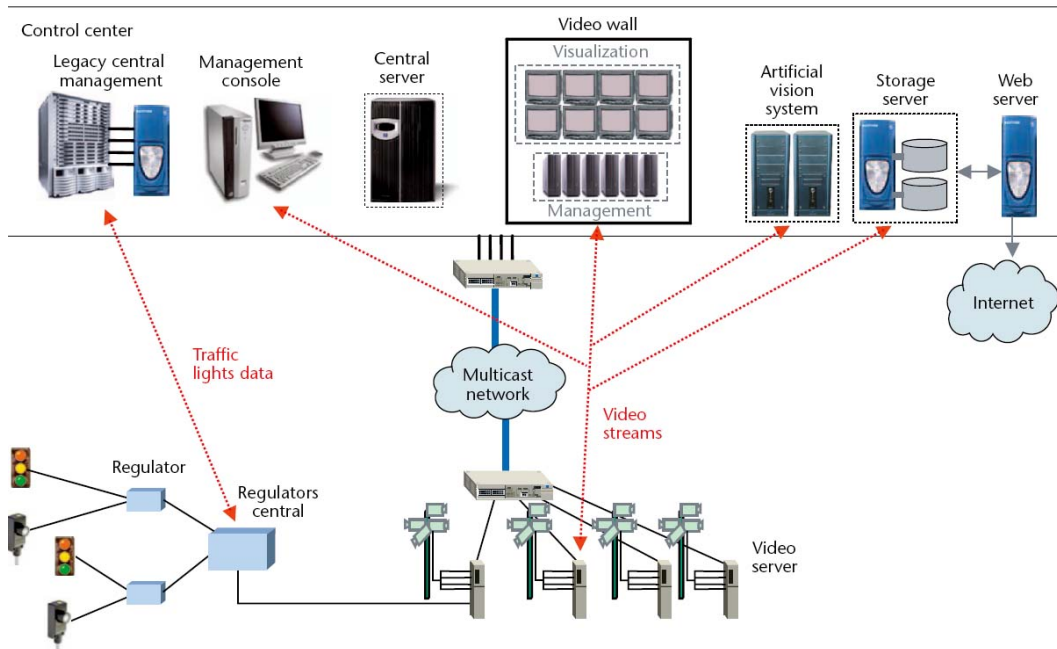 Control center
Legacy central
management
Management
console
Central
server
Video wall
Visualization
Management
Artificial
vision
system
Storage
server
Web
server
Internet
Multicast
network
Traffic
lights data
Video
streams
Regulator
Regulators
central
Video
server